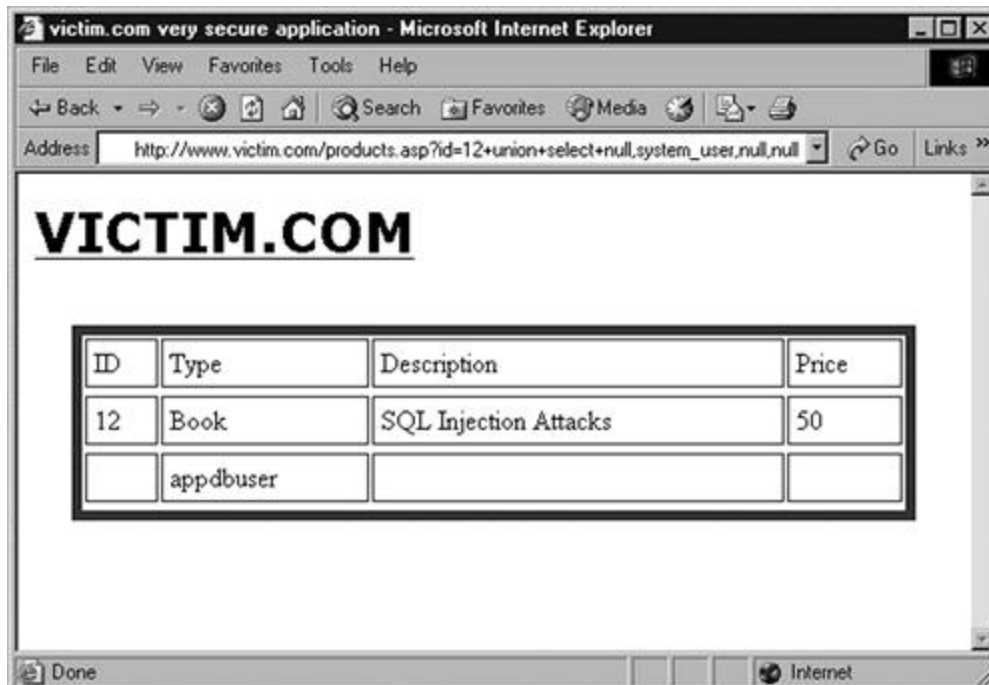 victim.com very secure application - Microsoft Internet Explorer
File Edit View Favorites Tools Help
Back Search Favorites Media
Address http://www.victim.com/products.asp?id=12+union+select+null,system_user,null,null Go Links »
VICTIM.COM
ID Type Description Price
12 Book SQL Injection Attacks 50
appdbuser
Done Internet